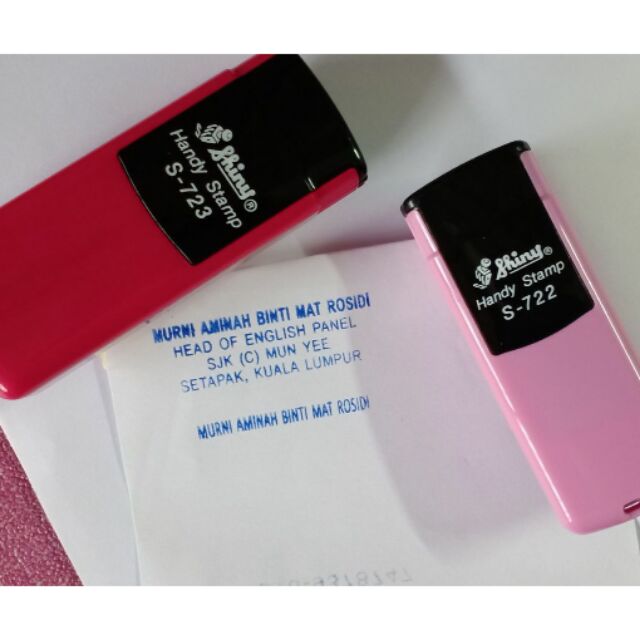 Shiny®
Handy Stamp
S-723
Shiny®
Handy Stamp
S-722
MURNI AMINAH BINTI MAT ROSIDI
HEAD OF ENGLISH PANEL
SJK (C) MUN YEE
SETAPAK, KUALA LUMPUR
MURNI AMINAH BINTI MAT ROSIDI